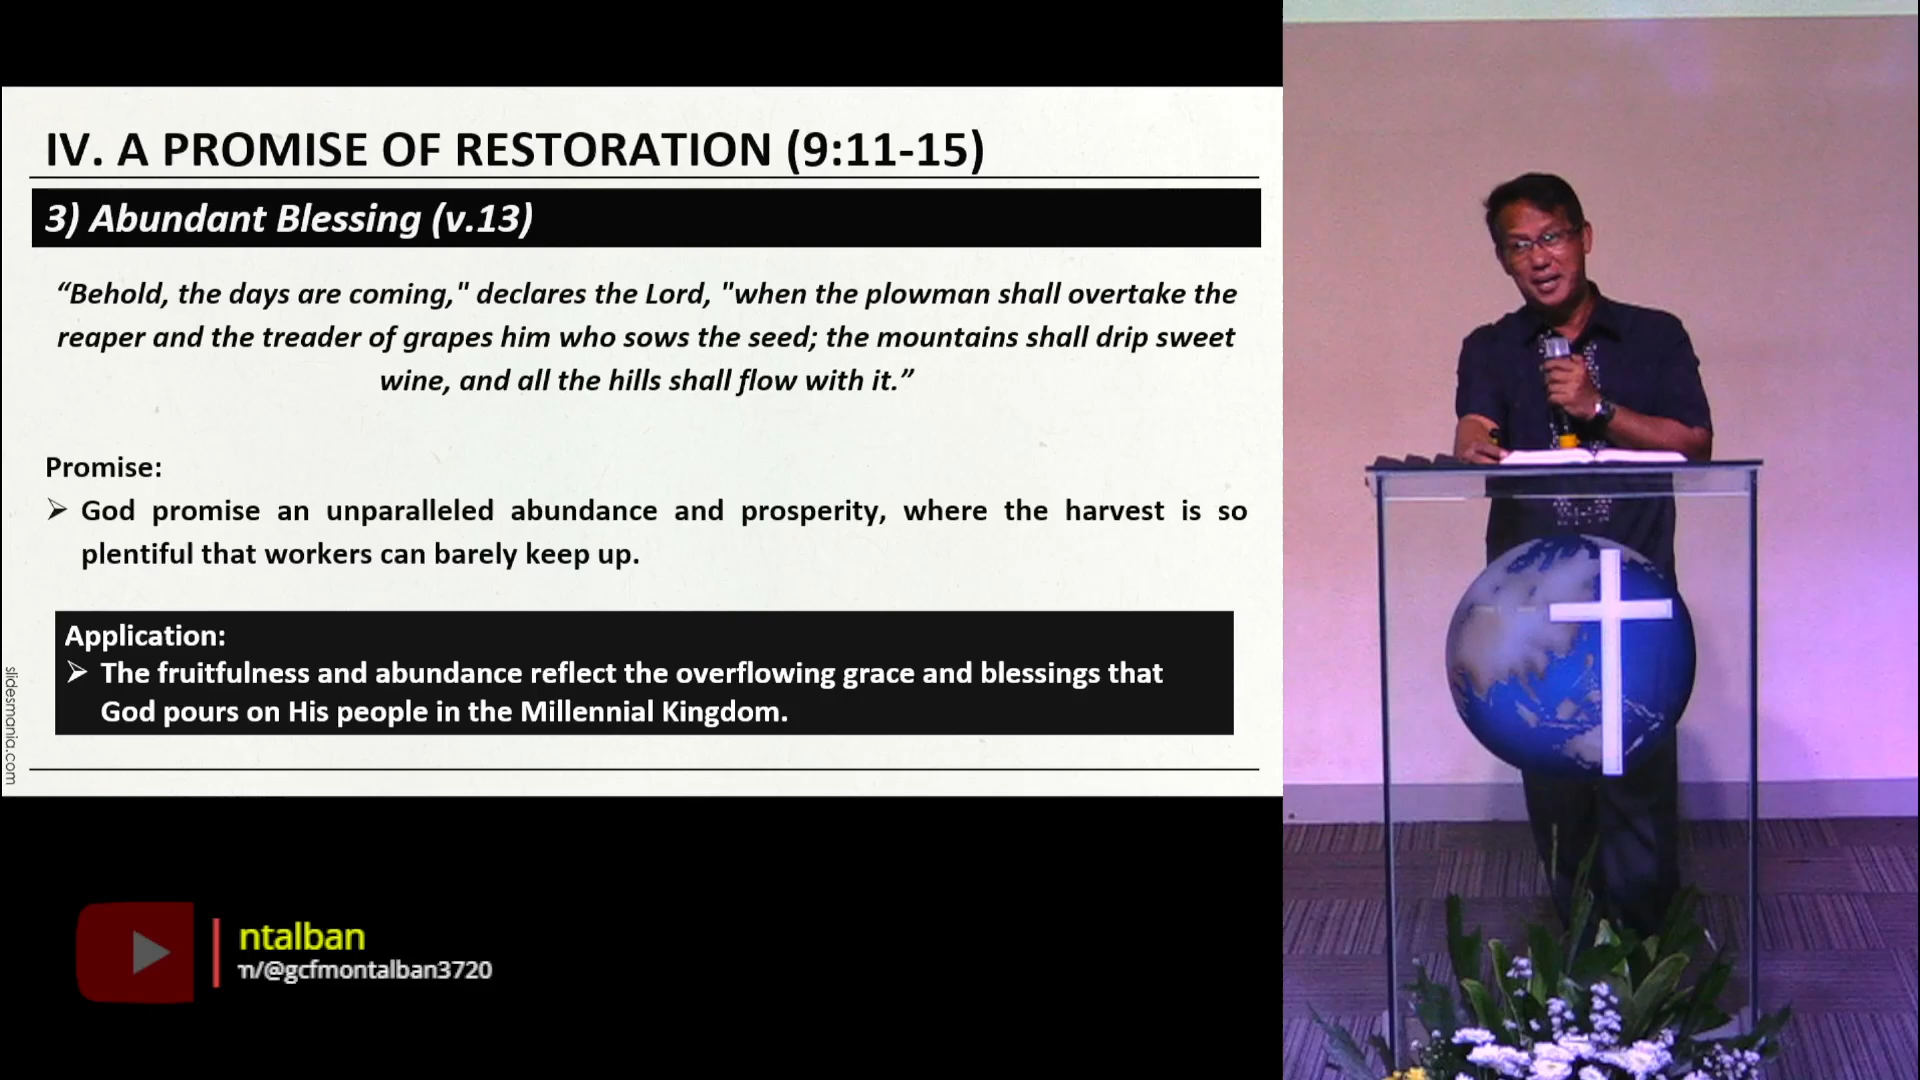 IV. A PROMISE OF RESTORATION (9:11-15)
3) Abundant Blessing (v.13)
“Behold, the days are coming," declares the Lord, "when the plowman shall overtake the
reaper and the treader of grapes him who sows the seed; the mountains shall drip sweet
wine, and all the hills shall flow with it.”
Promise:
➢ God promise an unparalleled abundance and prosperity, where the harvest is so
plentiful that workers can barely keep up.
Application:
➢ The fruitfulness and abundance reflect the overflowing grace and blessings that
God pours on His people in the Millennial Kingdom.
slidesmania.com
ntalban
/@gcfmontalban3720